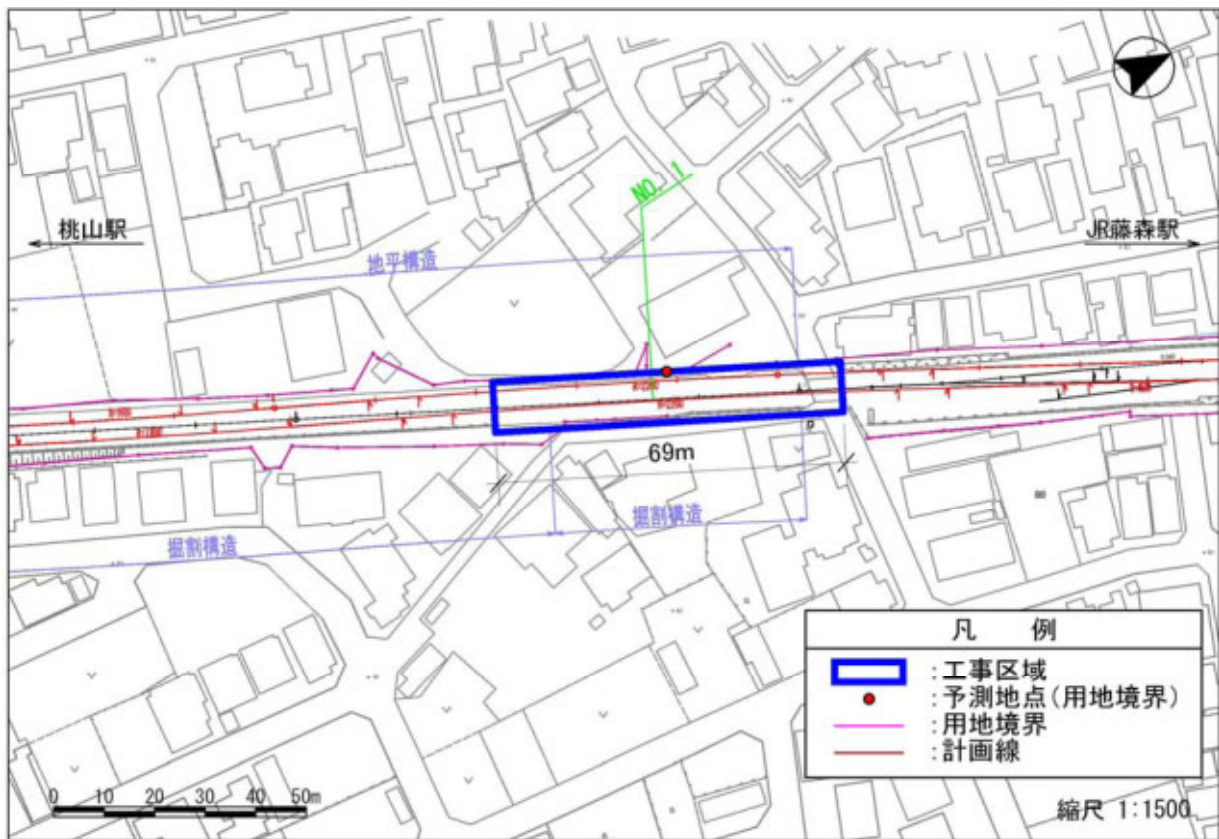 NO. 1
桃山駅
JR藤森駅
地平構造
69m
掘割構造
掘割構造
凡 例
:工事区域
:予測地点(用地境界)
:用地境界
:計画線
0 10 20 30 40 50m
縮尺 1:1500